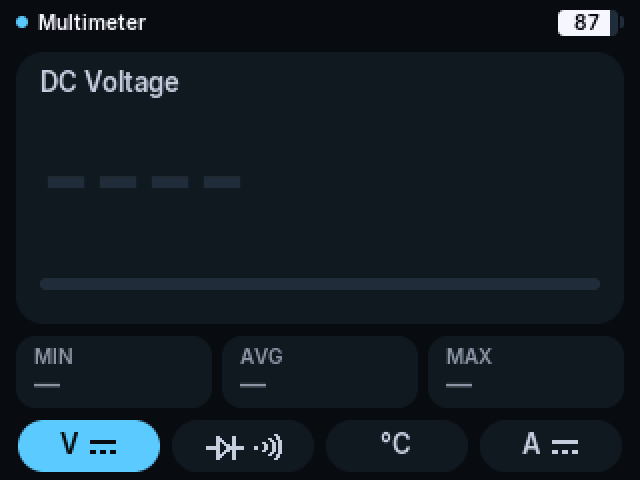 Multimeter 87
DC Voltage
- - - -
MIN AVG MAX
— — —
V °C A